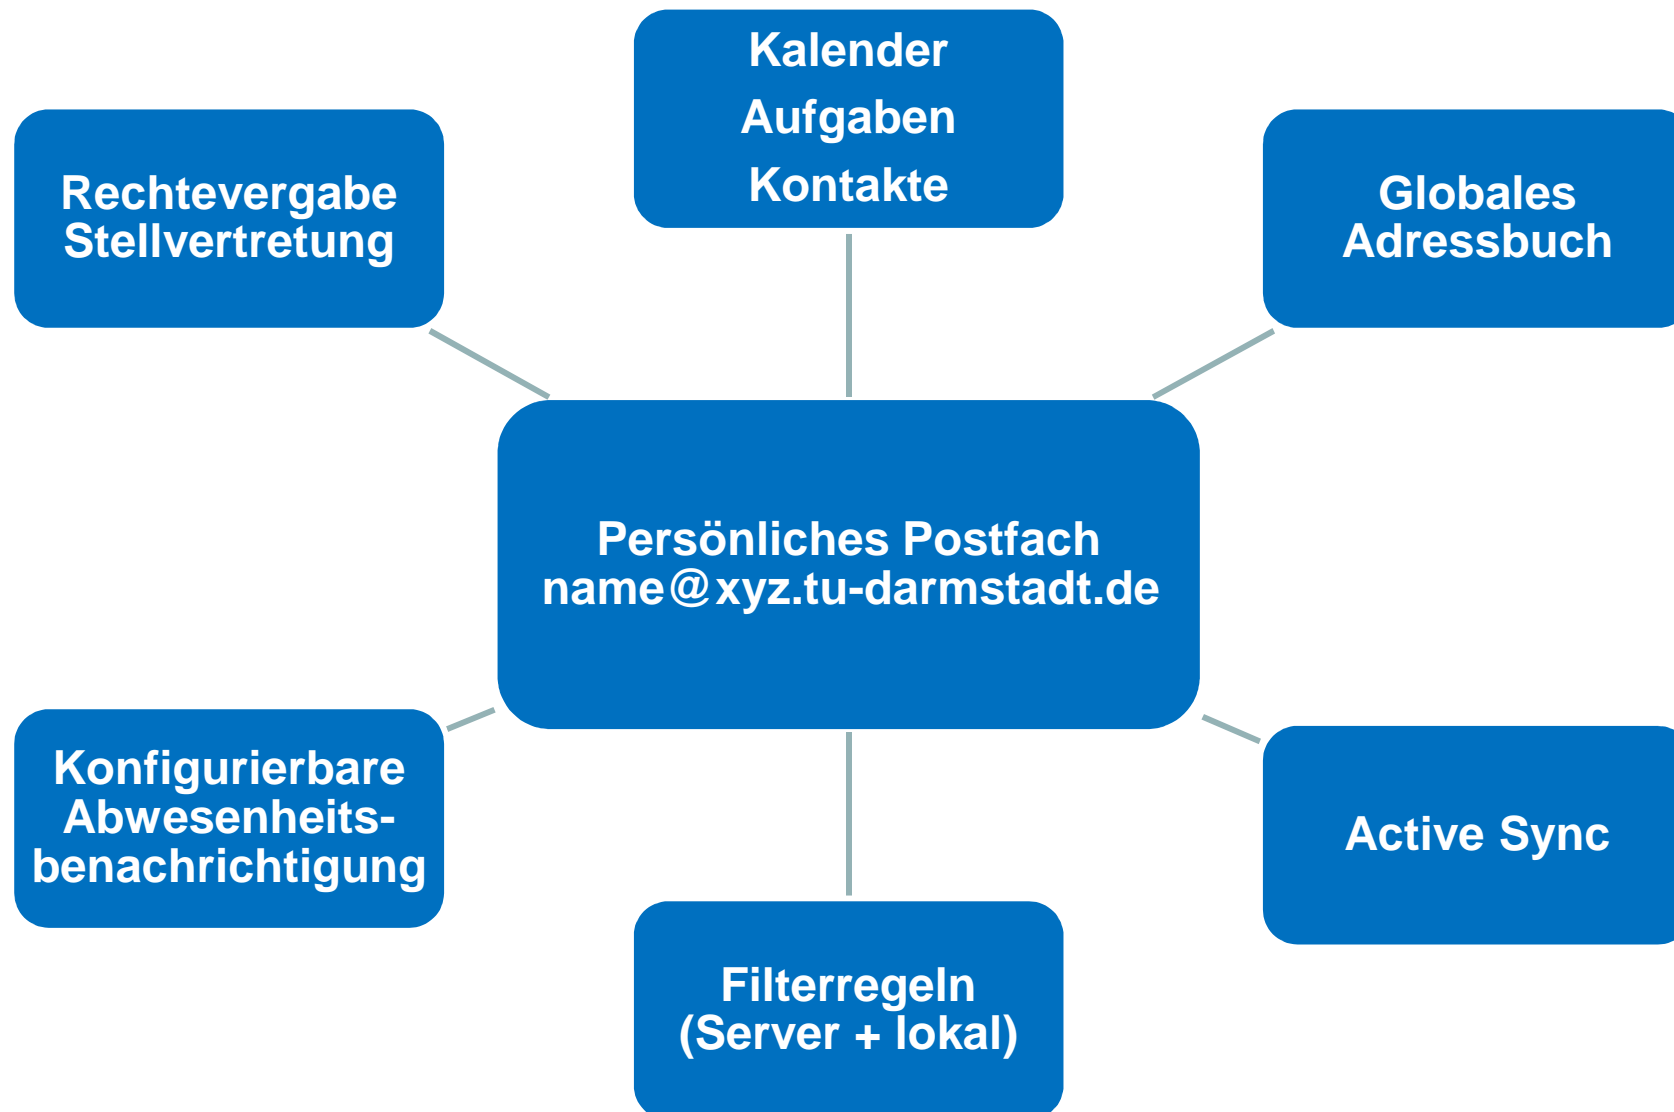 Kalender
Aufgaben
Kontakte
Rechtevergabe
Stellvertretung
Globales
Adressbuch
Persönliches Postfach
name@xyz.tu-darmstadt.de
Konfigurierbare
Abwesenheits-
benachrichtigung
Active Sync
Filterregeln
(Server + lokal)